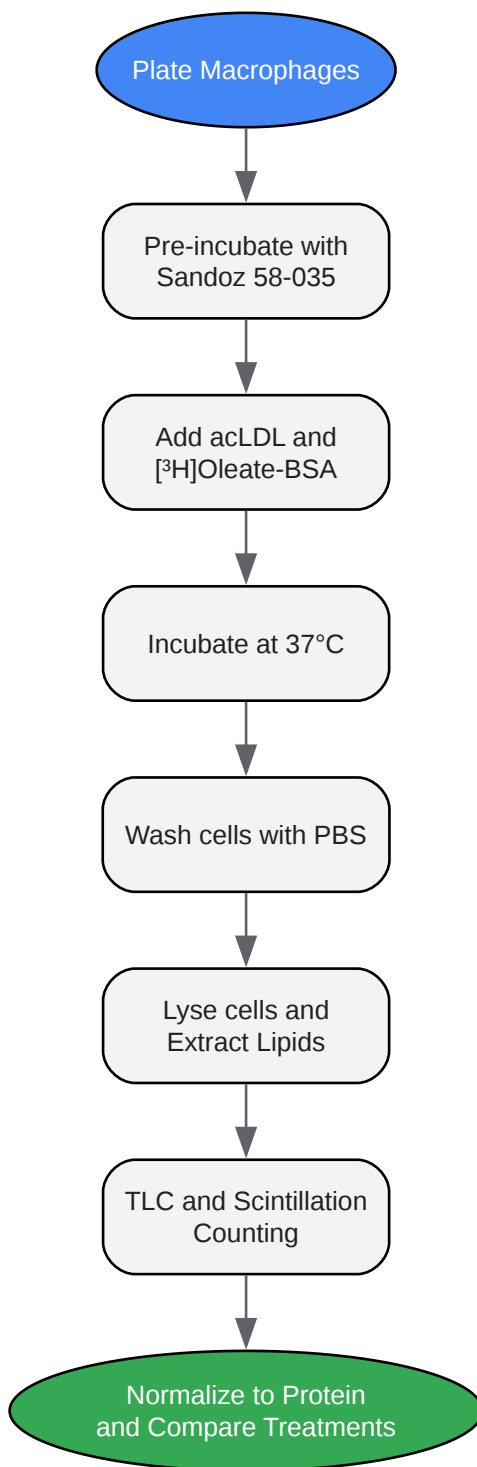 Plate Macrophages
Pre-incubate with
Sandoz 58-035
Add acLDL and
[³H]Oleate-BSA
Incubate at 37°C
Wash cells with PBS
Lyse cells and
Extract Lipids
TLC and Scintillation
Counting
Normalize to Protein
and Compare Treatments